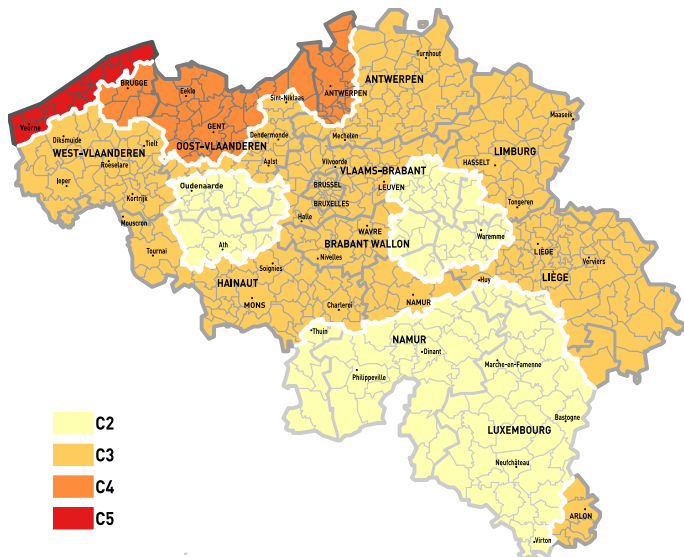 Turnhout
ANTWERPEN
BRUGGE
Eeklo
ANTWERPEN
Sint-Niklaas
Maaseik
Veurne
GENT
Dendermonde
Mechelen
Diksmuide
Tielt
OOST-VLAANDEREN
WEST-VLAANDEREN
LIMBURG
Roeselare
Aalst
Vilvoorde
HASSELT
VLAAMS-BRABANT
Ieper
Oudenaarde
BRUSSEL
LEUVEN
Kortrijk
BRUXELLES
Tongeren
Mouscron
Halle
WAVRE
Waremme
Ath
BRABANT WALLON
LIÈGE
Tournai
Nivelles
Verviers
Soignies
LIÈGE
HAINAUT
Huy
MONS
NAMUR
Charleroi
Thuin
NAMUR
Dinant
Marche-en-Famenne
Philippeville
Bastogne
C2
LUXEMBOURG
C3
Neufchâteau
C4
C5
ARLON
Virton